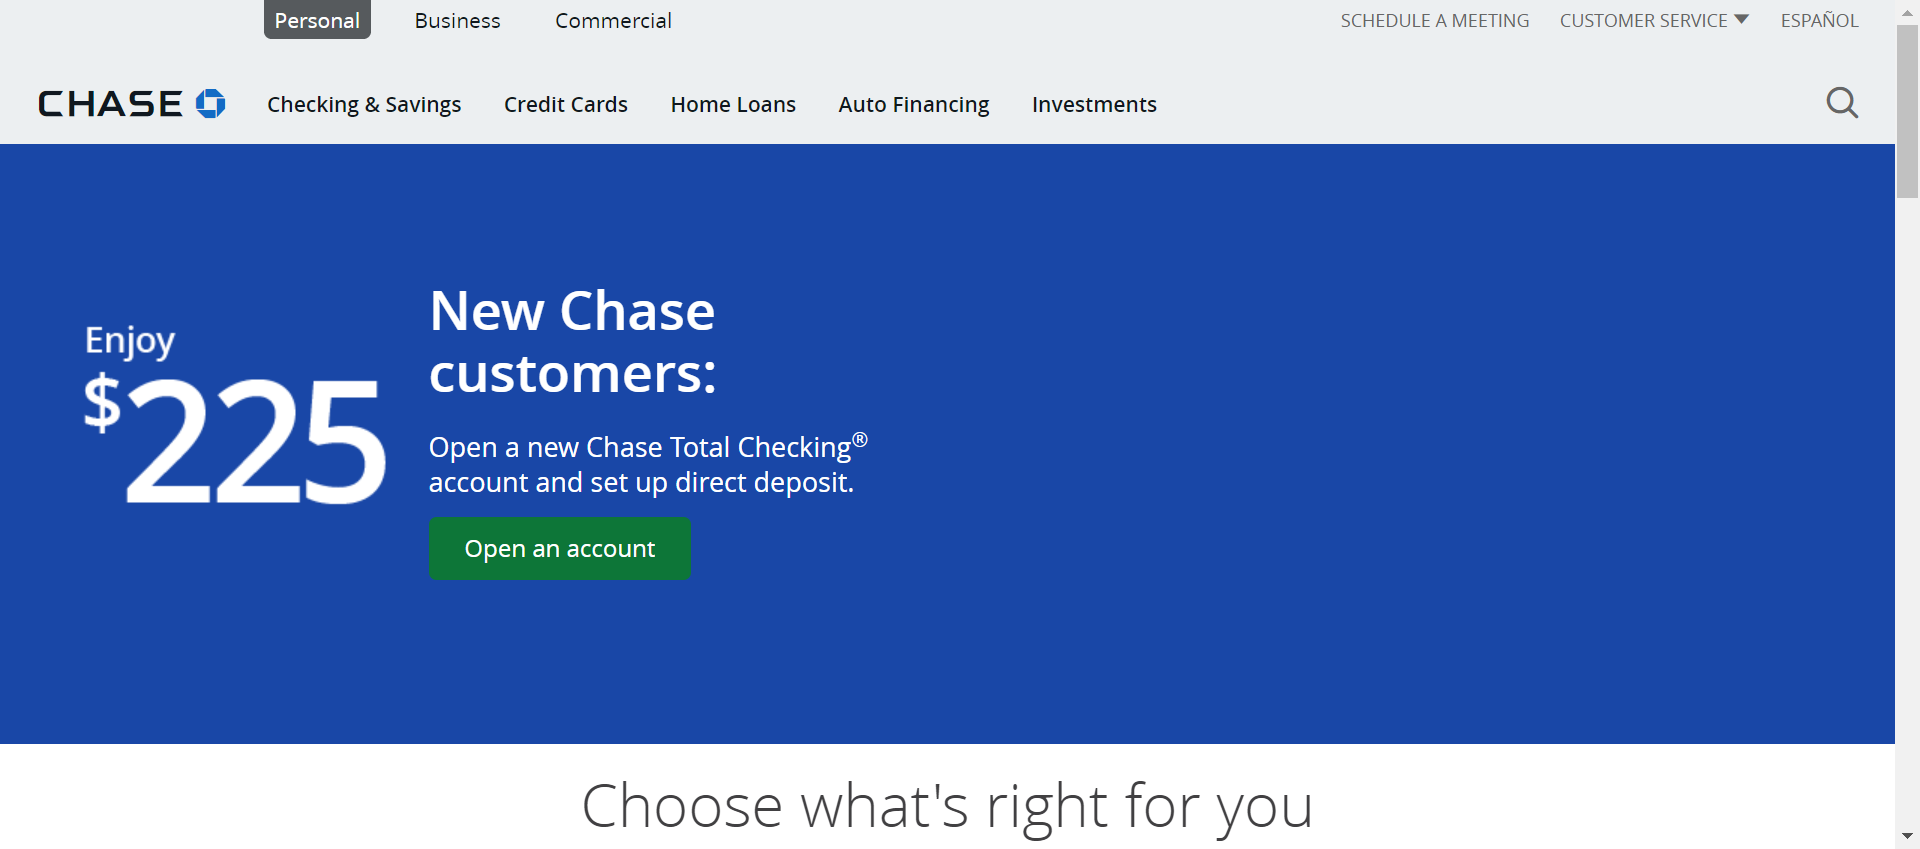 Personal Business Commercial SCHEDULE A MEETING CUSTOMER SERVICE ESPAÑOL
CHASE Checking & Savings Credit Cards Home Loans Auto Financing Investments
Enjoy
$225
New Chase
customers:
Open a new Chase Total Checking®
account and set up direct deposit.
Open an account
Choose what's right for you